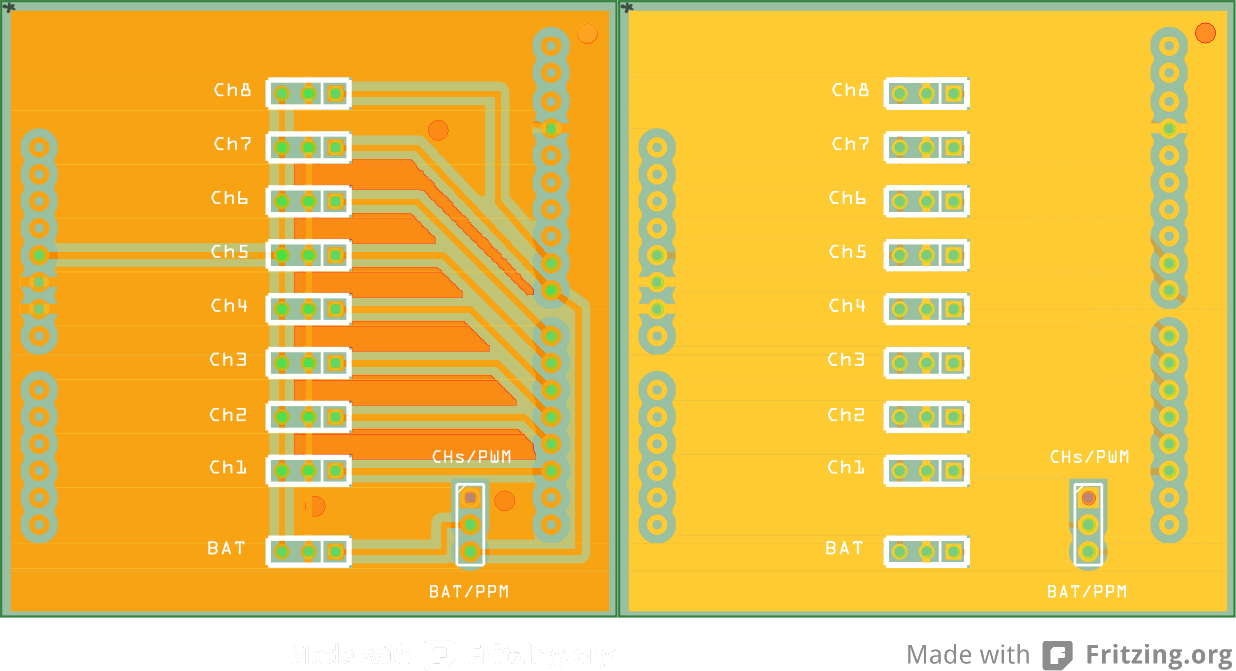 *
*
Ch8
Ch8
Ch7
Ch7
Ch6
Ch6
Ch5
Ch5
Ch4
Ch4
Ch3
Ch3
Ch2
Ch2
CHs/PWM
CHs/PWM
Ch1
Ch1
BAT
BAT
BAT/PPM
BAT/PPM
Made with Fritzing.org
Made with Fritzing.org